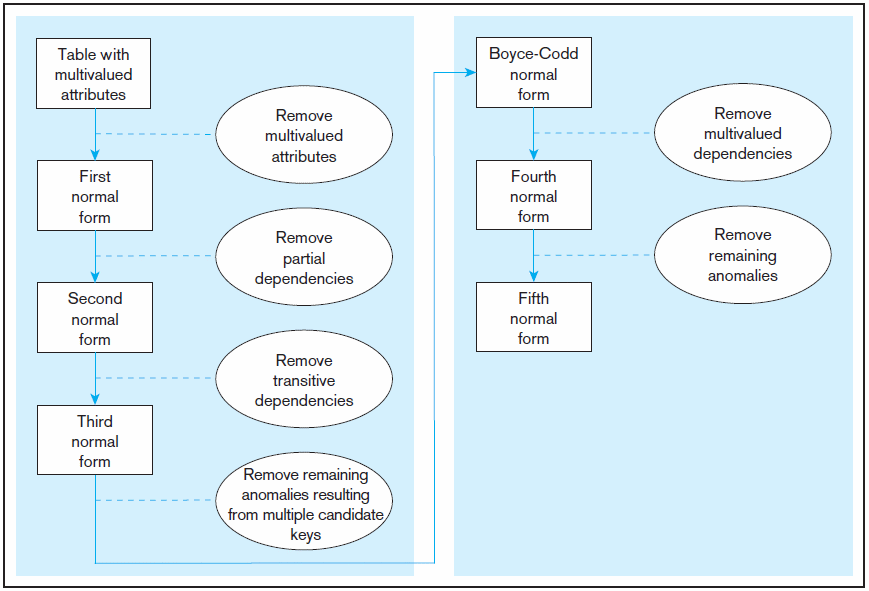 Table with
multivalued
attributes
Remove
multivalued
attributes
First
normal
form
Remove
partial
dependencies
Second
normal
form
Remove
transitive
dependencies
Third
normal
form
Remove remaining
anomalies resulting
from multiple candidate
keys
Boyce-Codd
normal
form
Remove
multivalued
dependencies
Fourth
normal
form
Remove
remaining
anomalies
Fifth
normal
form